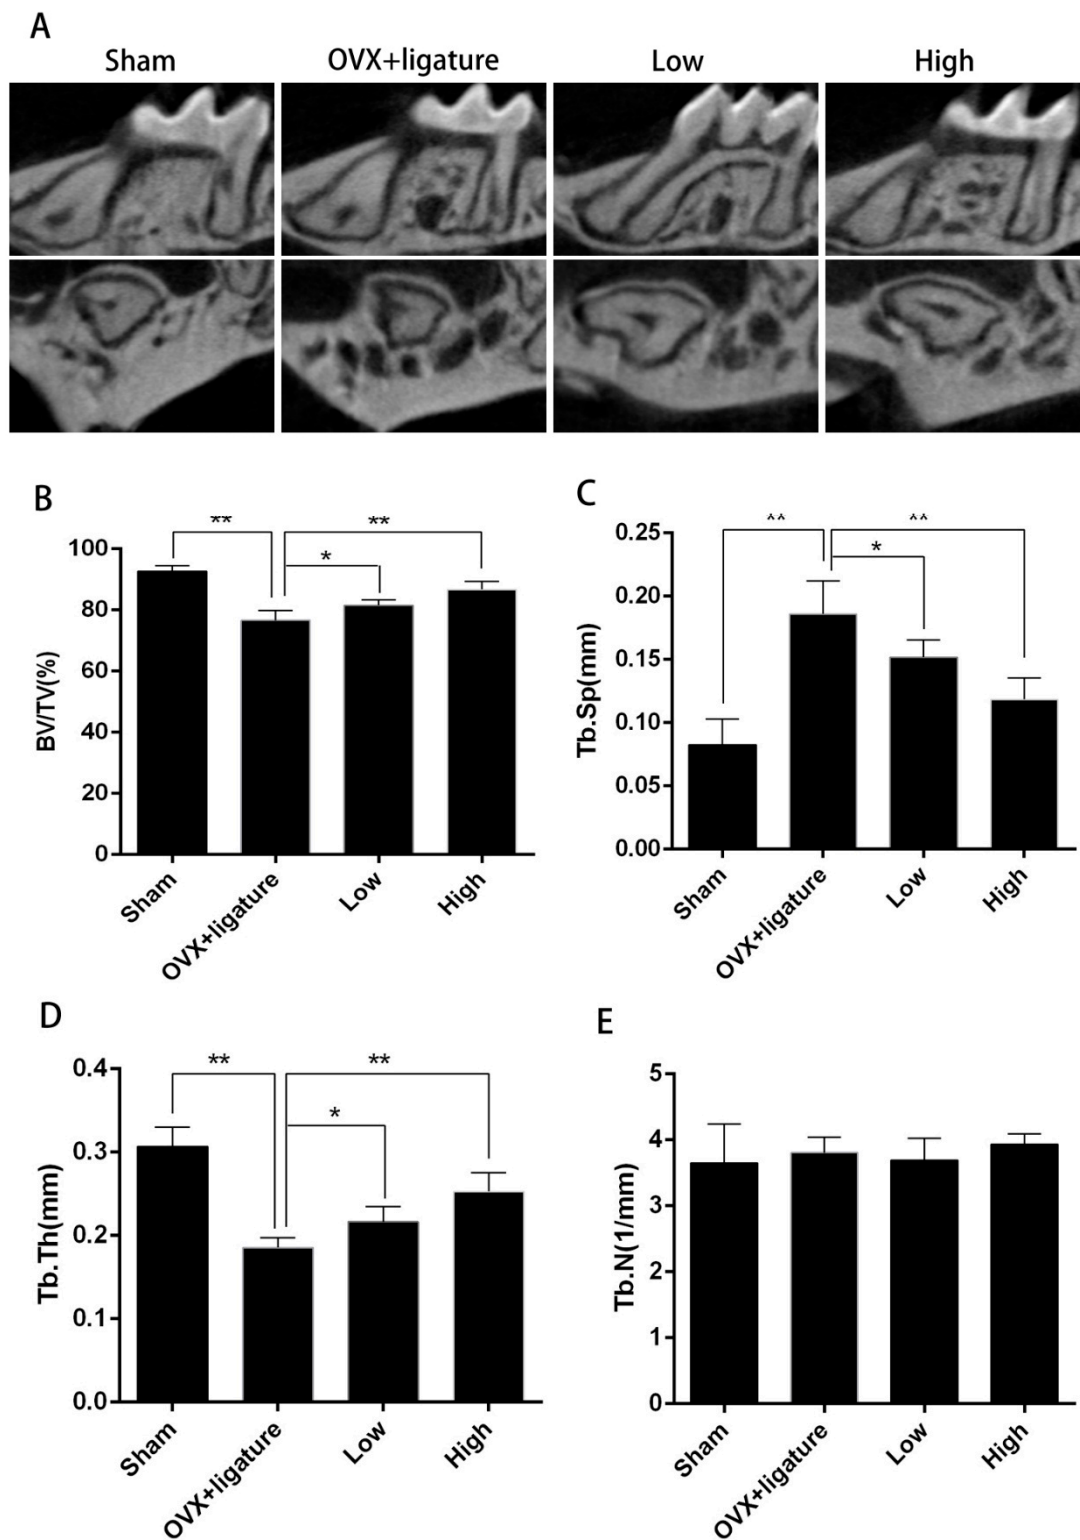 A
Sham OVX+ligature Low High
B
** **
*
100
80
60
40
20
0
BV/TV(%)
Sham OVX+ligature Low High
C
** **
*
0.25
0.20
0.15
0.10
0.05
0.00
Tb.Sp(mm)
Sham OVX+ligature Low High
D
** **
*
0.4
0.3
0.2
0.1
0.0
Tb.Th(mm)
Sham OVX+ligature Low High
E
5
4
3
2
1
0
Tb.N(1/mm)
Sham OVX+ligature Low High